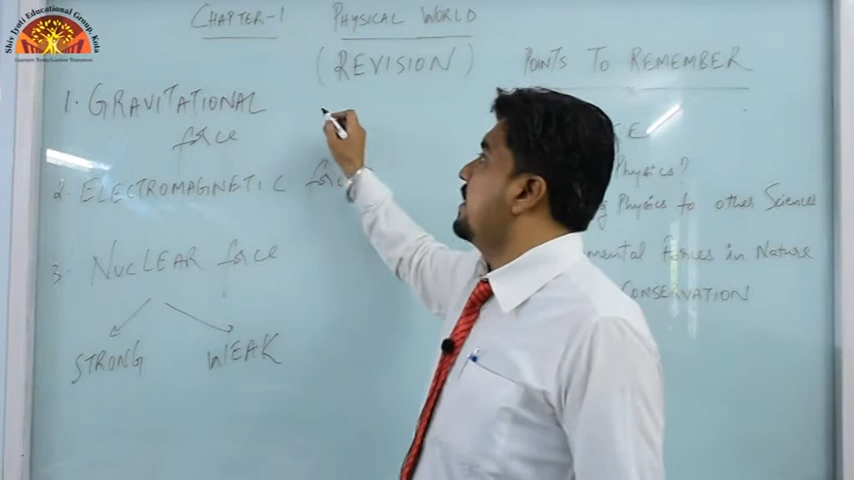 Shiv Jyoti Educational Group, Kota
CHAPTER-1 PHYSICAL WORLD
(REVISION) POINTS TO REMEMBER
1. GRAVITATIONAL
force
2. ELECTROMAGNETIC
3. NUCLEAR force
STRONG WEAK
Physics?
Physics to other Sciences
Forces in Nature
CONSERVATION